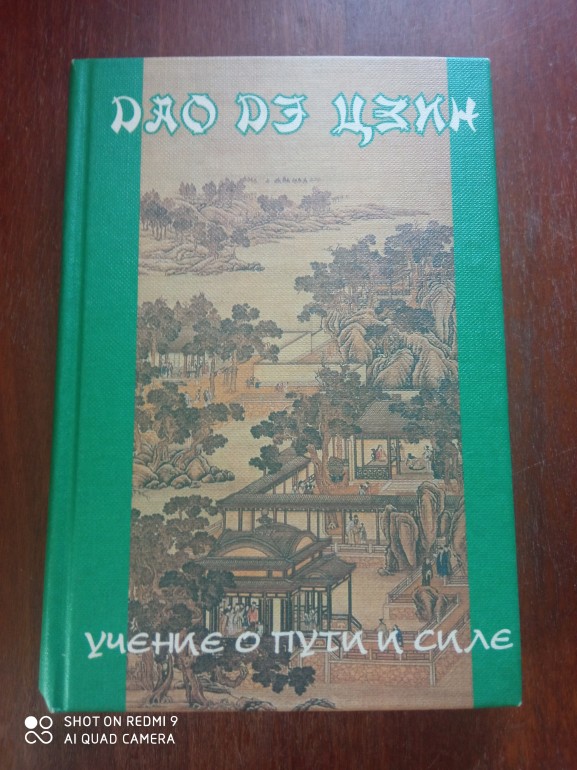 ДАО ДЭ ЦЗИН
УЧЕНИЕ О ПУТИ И СИЛЕ
SHOT ON REDMI 9
AI QUAD CAMERA